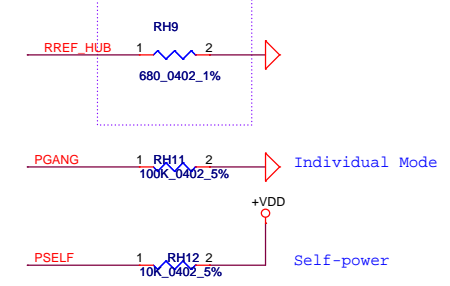 RH9
RREF_HUB 1 2
680_0402_1%
PGANG 1 RH11 2 Individual Mode
100K_0402_5%
+VDD
PSELF 1 RH12 2 Self-power
10K_0402_5%